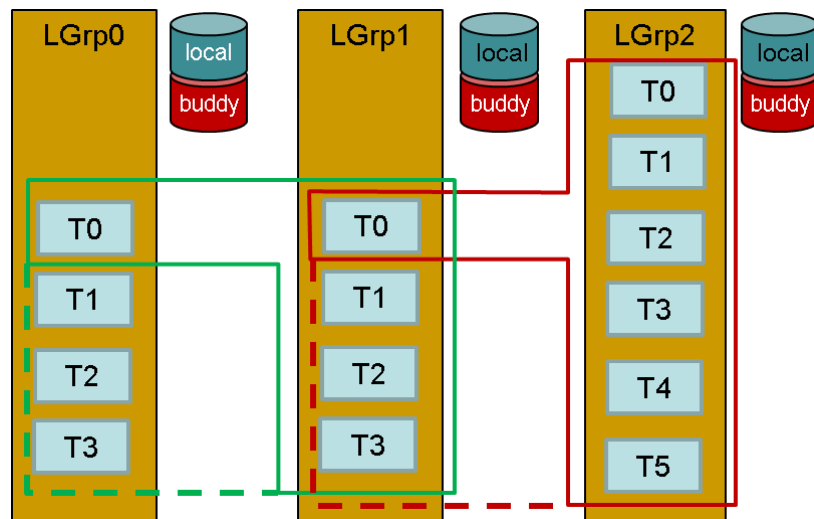 LGrp0
local
buddy
T0
T1
T2
T3
LGrp1
local
buddy
T0
T1
T2
T3
LGrp2
local
buddy
T0
T1
T2
T3
T4
T5